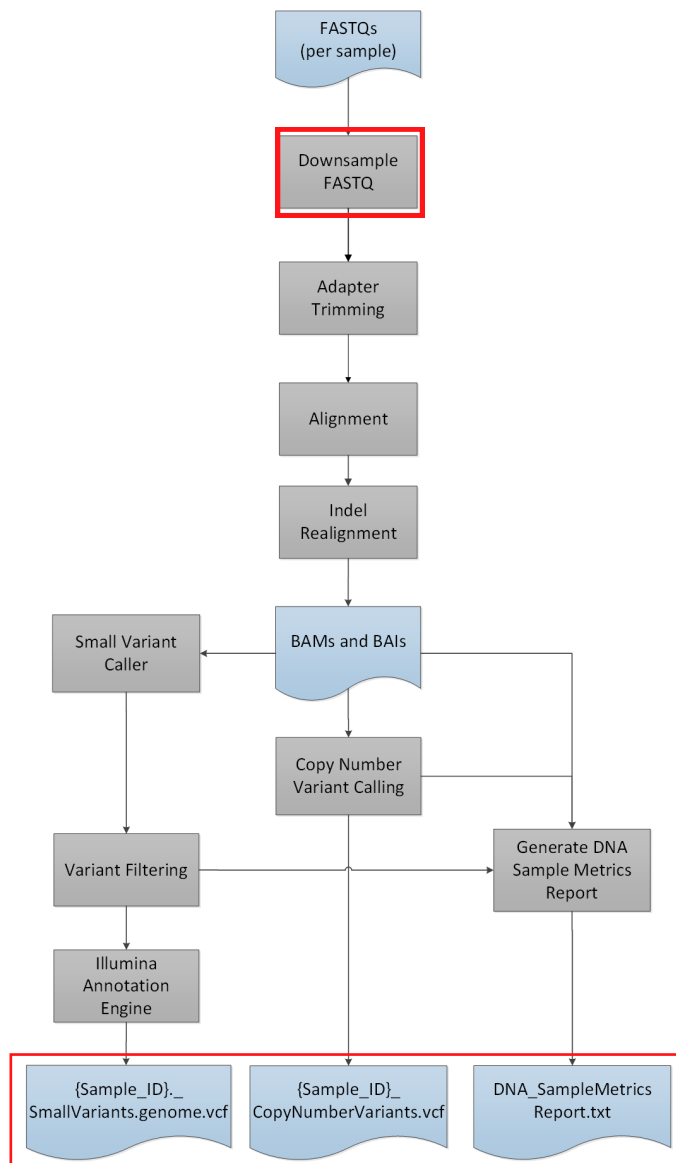 FASTQs
(per sample)
Downsample
FASTQ
Adapter
Trimming
Alignment
Indel
Realignment
Small Variant
Caller
BAMs and BAIs
Copy Number
Variant Calling
Variant Filtering
Generate DNA
Sample Metrics
Report
Illumina
Annotation
Engine
{Sample_ID}._
SmallVariants.genome.vcf
{Sample_ID}_
CopyNumberVariants.vcf
DNA_SampleMetrics
Report.txt